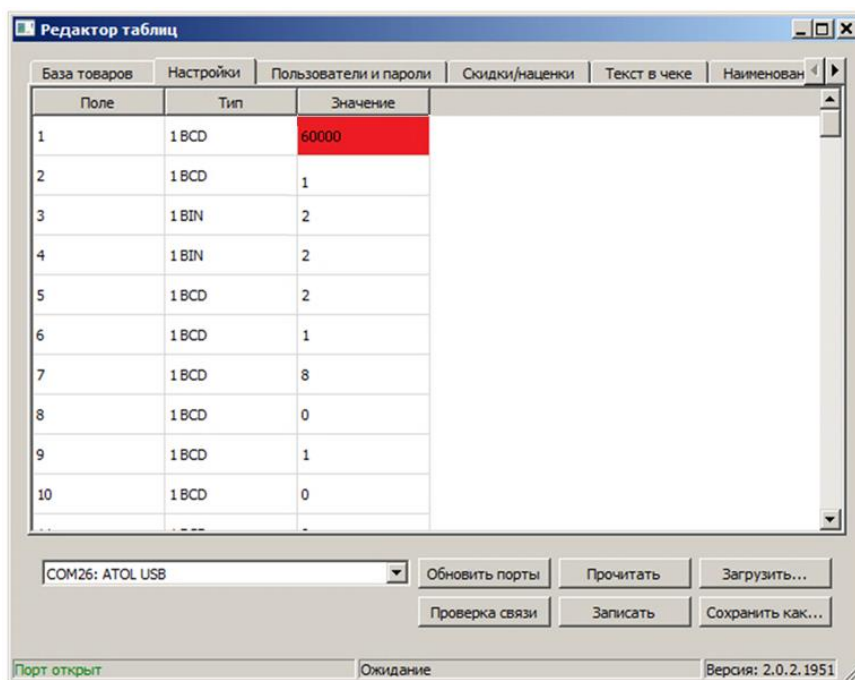 Редактор таблиц
База товаров Настройки Пользователи и пароли Скидки/наценки Текст в чеке Наименован
Поле Тип Значение
1 1 BCD 60000
2 1 BCD 1
3 1 BIN 2
4 1 BIN 2
5 1 BCD 2
6 1 BCD 1
7 1 BCD 8
8 1 BCD 0
9 1 BCD 1
10 1 BCD 0
COM26: ATOL USB Обновить порты Прочитать Загрузить...
Проверка связи Записать Сохранить как...
Порт открыт Ожидание Версия: 2.0.2.1951